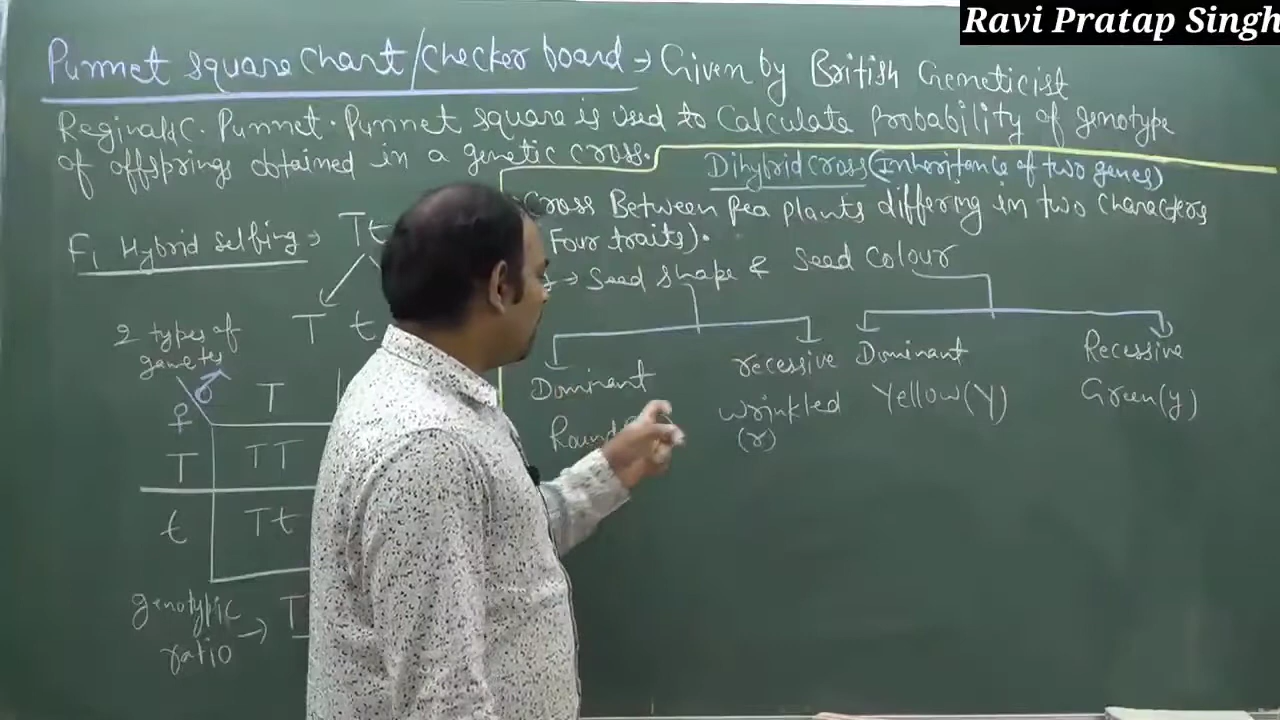 Ravi Pratap Singh
Punnet square chart/checker board → Given by British Geneticist
Reginald C. Punnet. Punnet square is used to Calculate Probability of genotype
of offsprings obtained in a genetic cross.
Dihybrid cross (Inheritance of two genes)
Cross Between Pea plants differing in two characters
Four traits).
→ Seed shape & Seed Colour
Dominant
Round
recessive
wrinkled
(r)
Dominant
Yellow(Y)
Recessive
Green(y)
F1 Hybrid selfing →
Tt
T t
2 types of
gametes
♂
♀
T
T
TT
t
Tt
genotypic
ratio →
T